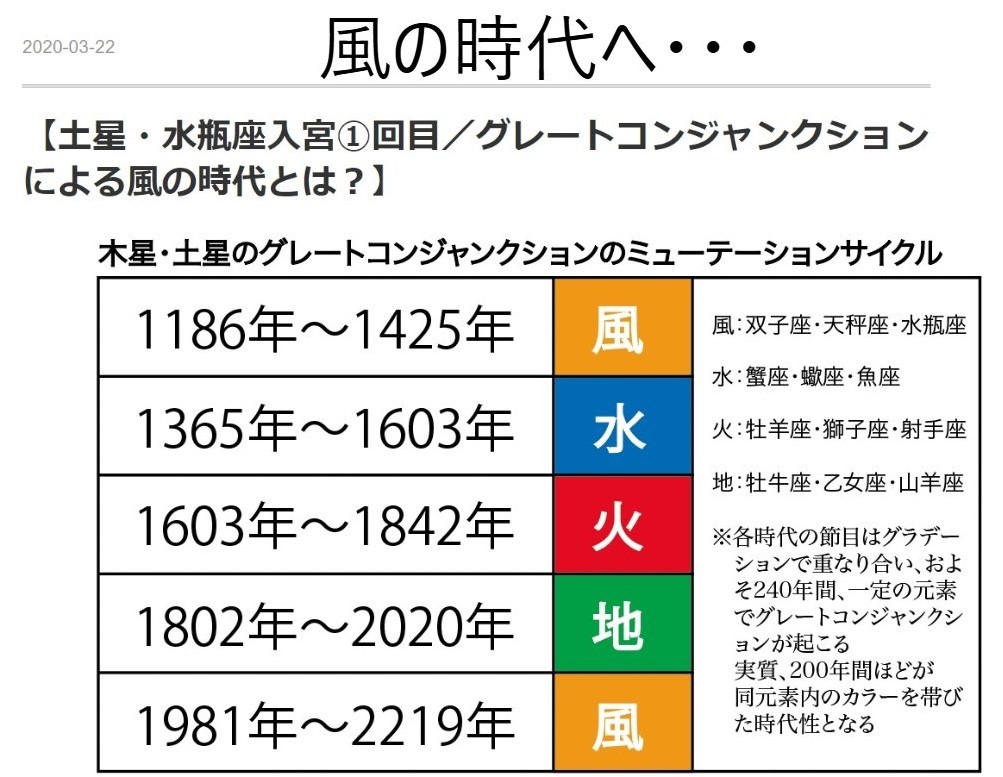 2020-03-22
風の時代へ・・・
【土星・水瓶座入宮①回目／グレートコンジャンクション
による風の時代とは？】
木星・土星のグレートコンジャンクションのミューテーションサイクル
1186年〜1425年 風
1365年〜1603年 水
1603年〜1842年 火
1802年〜2020年 地
1981年〜2219年 風
風：双子座・天秤座・水瓶座
水：蟹座・蠍座・魚座
火：牡羊座・獅子座・射手座
地：牡牛座・乙女座・山羊座
※各時代の節目はグラデー
ションで重なり合い、およ
そ240年間、一定の元素
でグレートコンジャンクシ
ョンが起こる
実質、200年間ほどが
同元素内のカラーを帯び
た時代性となる